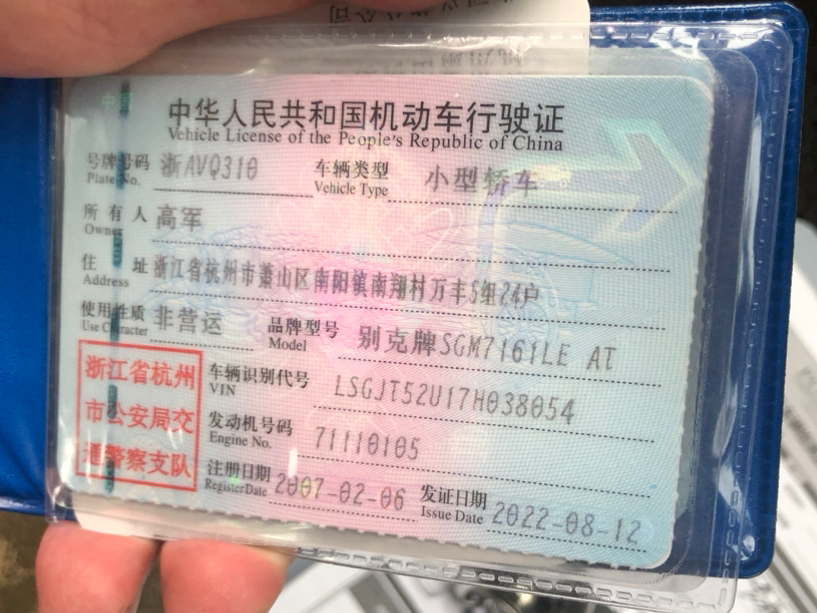 中华人民共和国机动车行驶证
Vehicle License of the People's Republic of China
号牌号码 浙AVQ310 车辆类型 小型轿车
Plate No. Vehicle Type
所有人 高军
Owner
住址 浙江省杭州市萧山区南阳镇南翔村万丰5组24户
Address
使用性质 非营运 品牌型号 别克牌SGM7161LE AT
Use Character Model
浙江省杭州
市公安局交
通警察支队
车辆识别代号 LSGJT52U17H038054
VIN
发动机号码 71110105
Engine No.
注册日期 2007-02-06 发证日期 2022-08-12
Register Date Issue Date